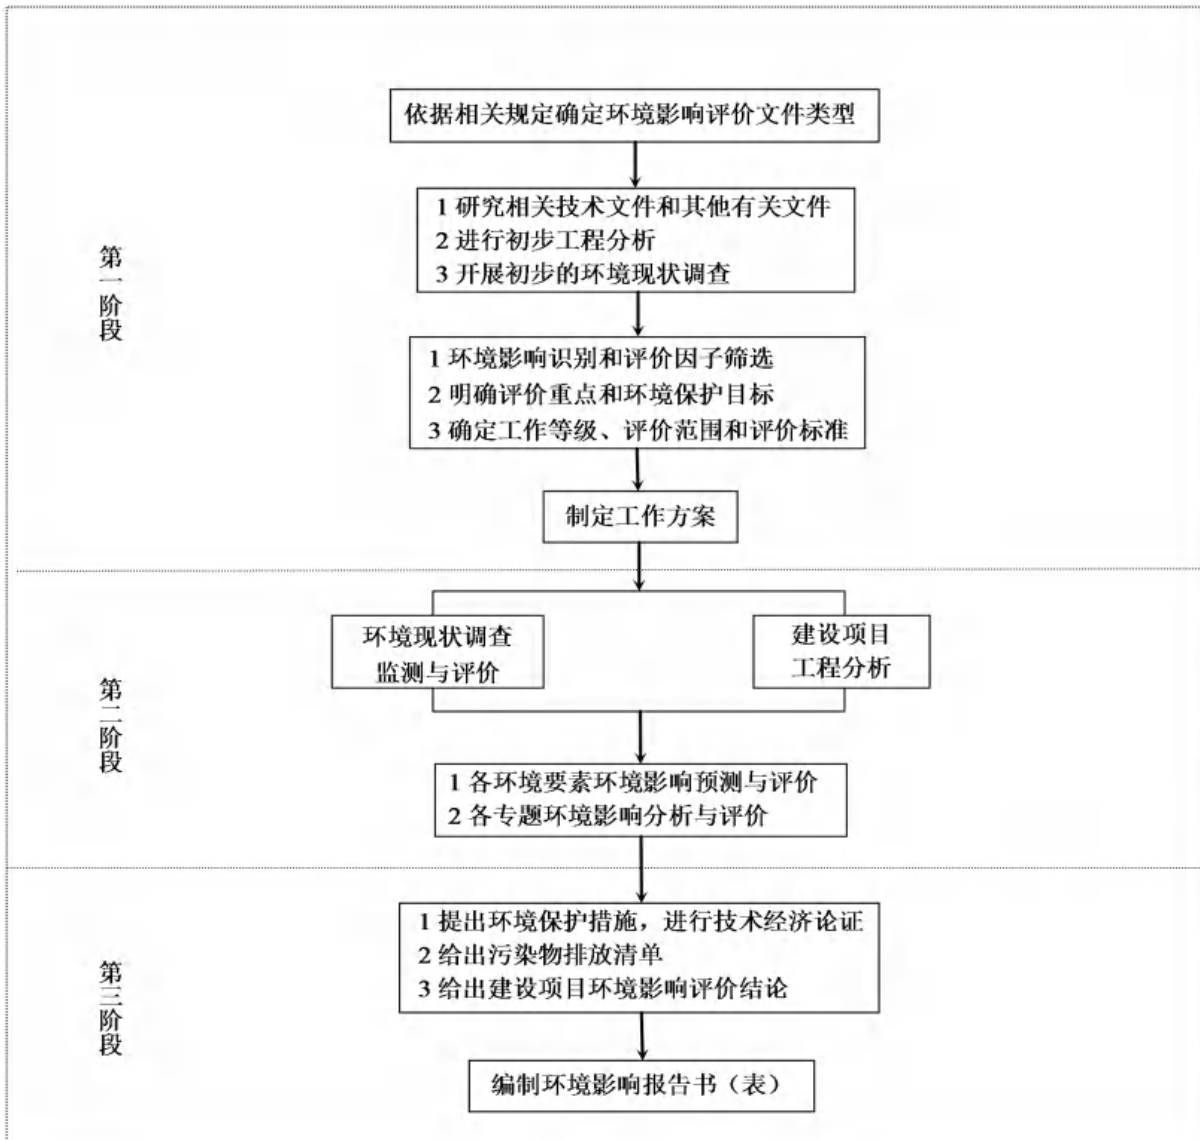 依据相关规定确定环境影响评价文件类型
1 研究相关技术文件和其他有关文件
2 进行初步工程分析
3 开展初步的环境现状调查
第一阶段
1 环境影响识别和评价因子筛选
2 明确评价重点和环境保护目标
3 确定工作等级、评价范围和评价标准
制定工作方案
环境现状调查
监测与评价
建设项目
工程分析
第二阶段
1 各环境要素环境影响预测与评价
2 各专题环境影响分析与评价
1 提出环境保护措施，进行技术经济论证
2 给出污染物排放清单
3 给出建设项目环境影响评价结论
第三阶段
编制环境影响报告书（表）